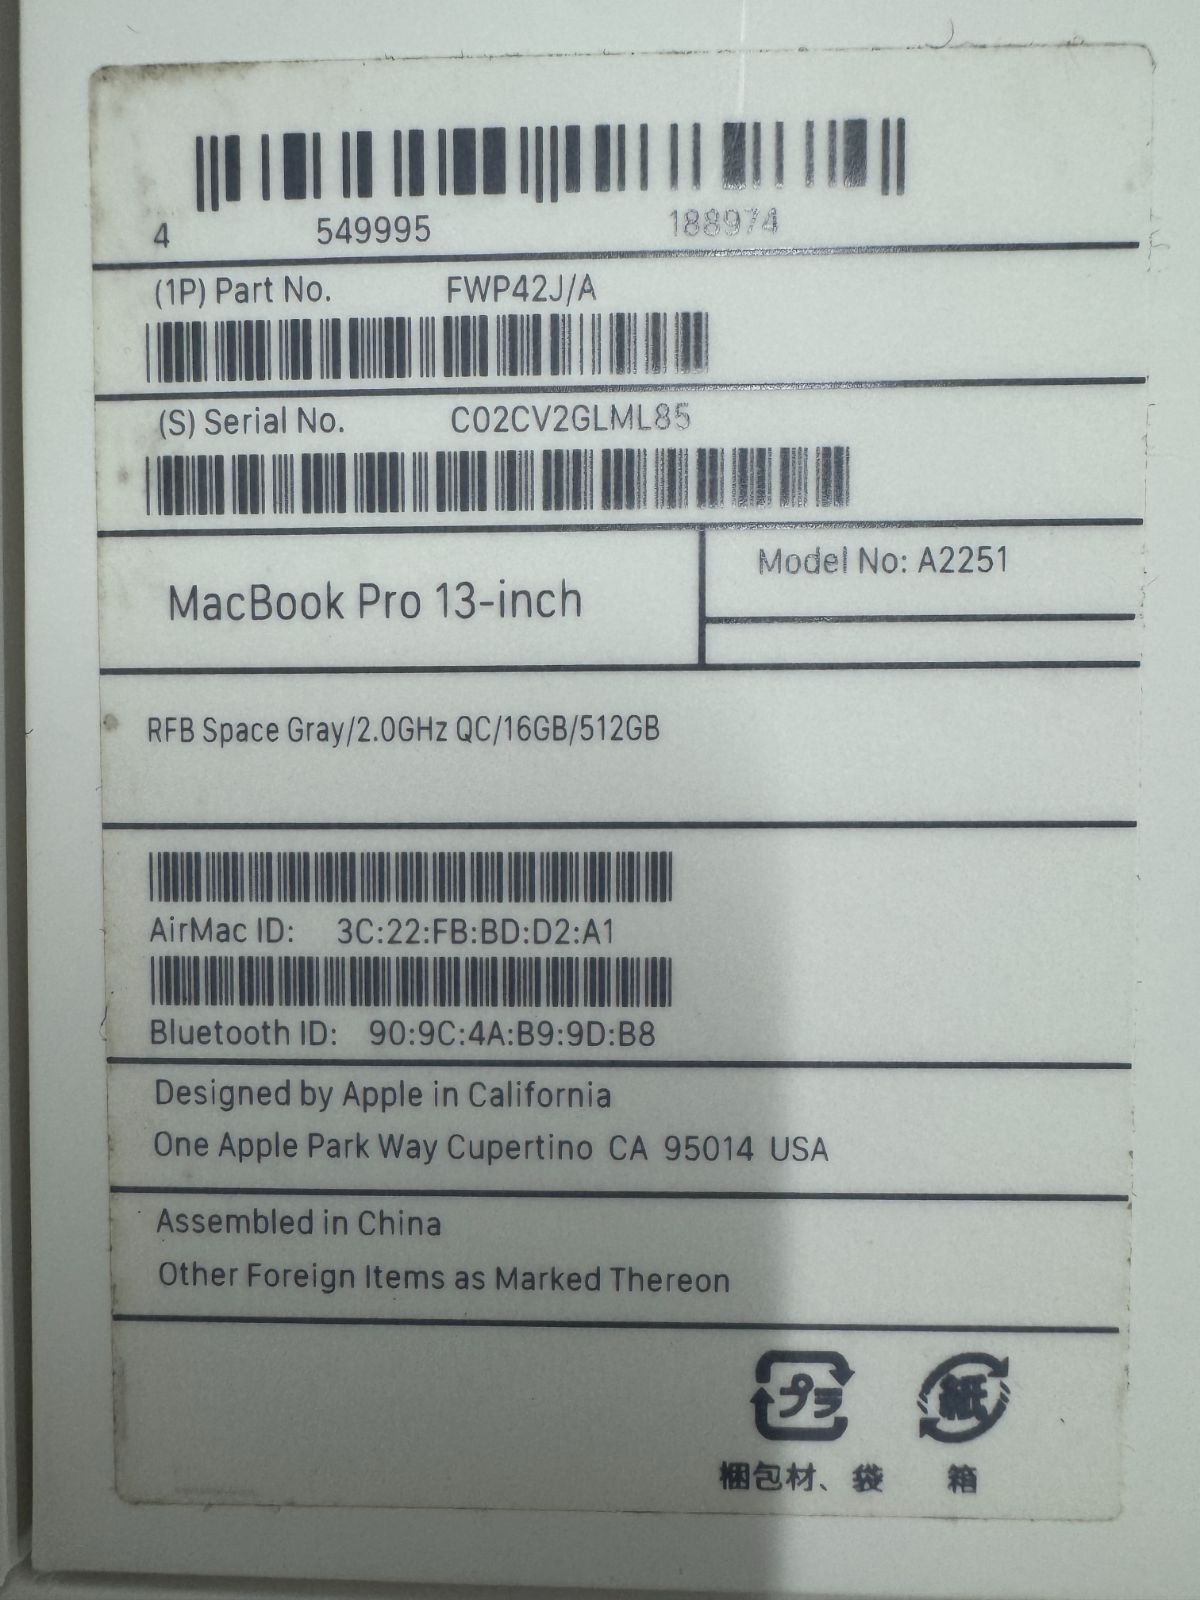 4 549995 188974
(1P) Part No. FWP42J/A
(S) Serial No. C02CV2GLML85
MacBook Pro 13-inch
Model No: A2251
RFB Space Gray/2.0GHz QC/16GB/512GB
AirMac ID: 3C:22:FB:BD:D2:A1
Bluetooth ID: 90:9C:4A:B9:9D:B8
Designed by Apple in California
One Apple Park Way Cupertino CA 95014 USA
Assembled in China
Other Foreign Items as Marked Thereon
プラ 紙
梱包材、袋 箱